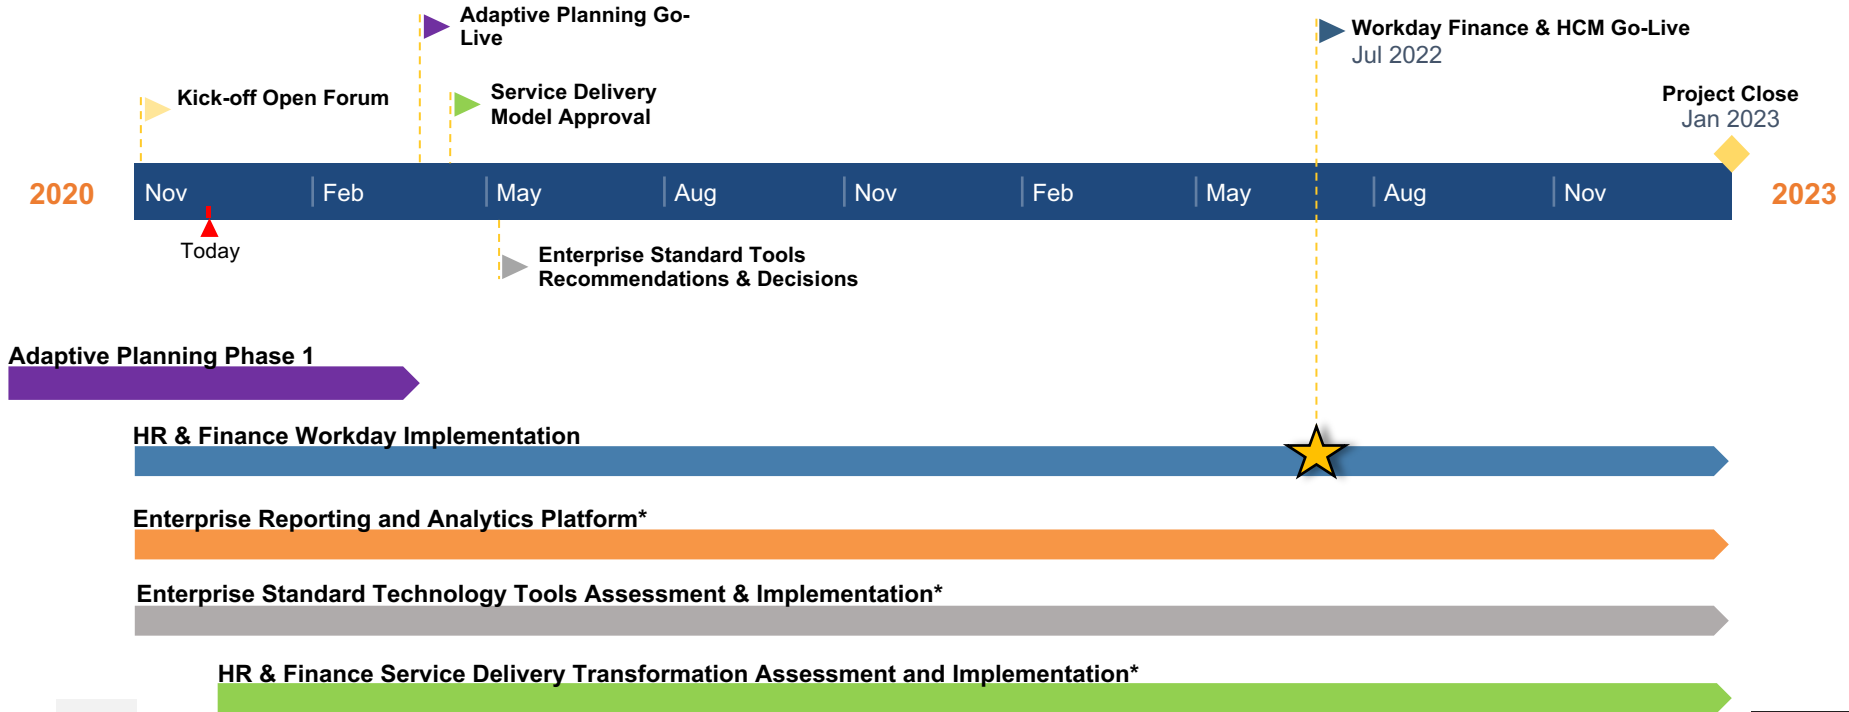 Adaptive Planning Go-
Live
Workday Finance & HCM Go-Live
Jul 2022
Kick-off Open Forum
Service Delivery
Model Approval
Project Close
Jan 2023
2020
Nov
Feb
May
Aug
Nov
Feb
May
Aug
Nov
2023
Today
Enterprise Standard Tools
Recommendations & Decisions
Adaptive Planning Phase 1
HR & Finance Workday Implementation
Enterprise Reporting and Analytics Platform*
Enterprise Standard Technology Tools Assessment & Implementation*
HR & Finance Service Delivery Transformation Assessment and Implementation*